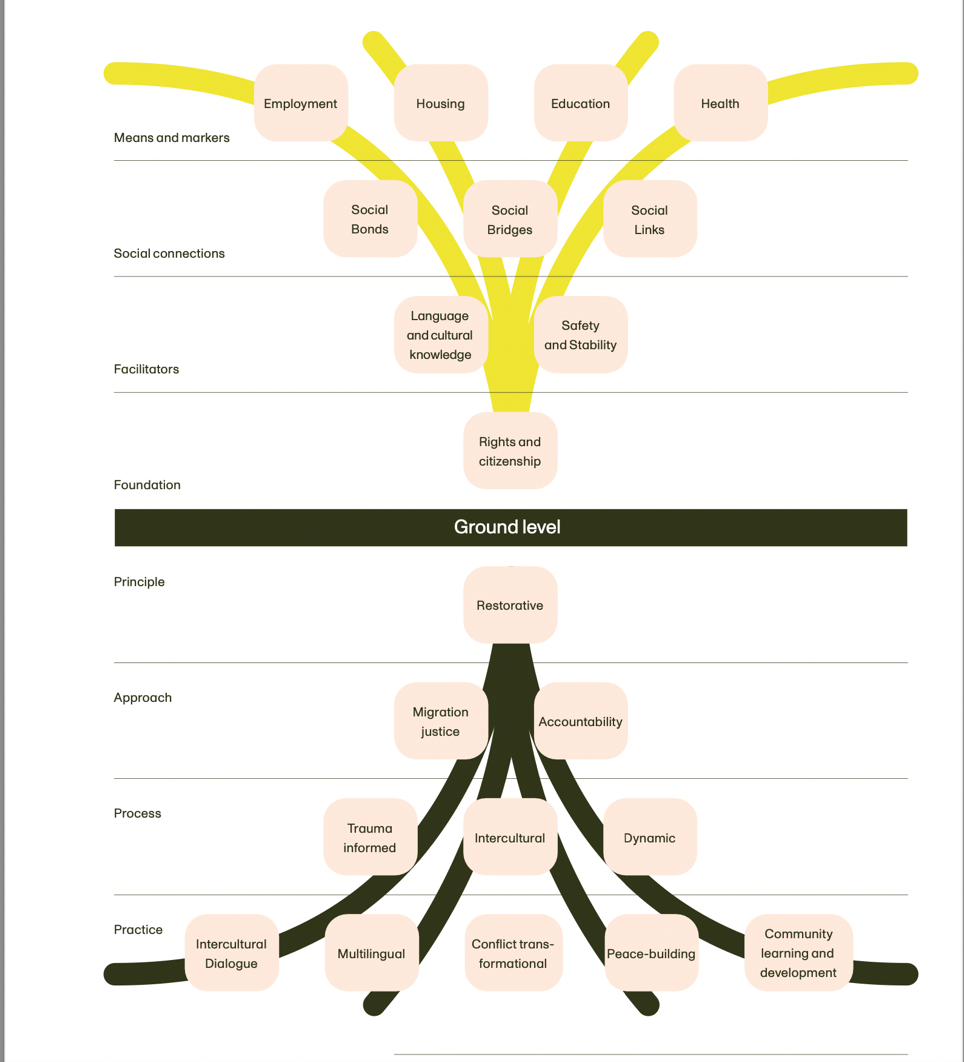 Employment
Housing
Education
Health
Means and markers
Social
Bonds
Social
Bridges
Social
Links
Social connections
Language
and cultural
knowledge
Safety
and Stability
Facilitators
Rights and
citizenship
Foundation
Ground level
Principle
Restorative
Approach
Migration
justice
Accountability
Process
Trauma
informed
Intercultural
Dynamic
Practice
Intercultural
Dialogue
Multilingual
Conflict trans-
formational
Peace-building
Community
learning and
development